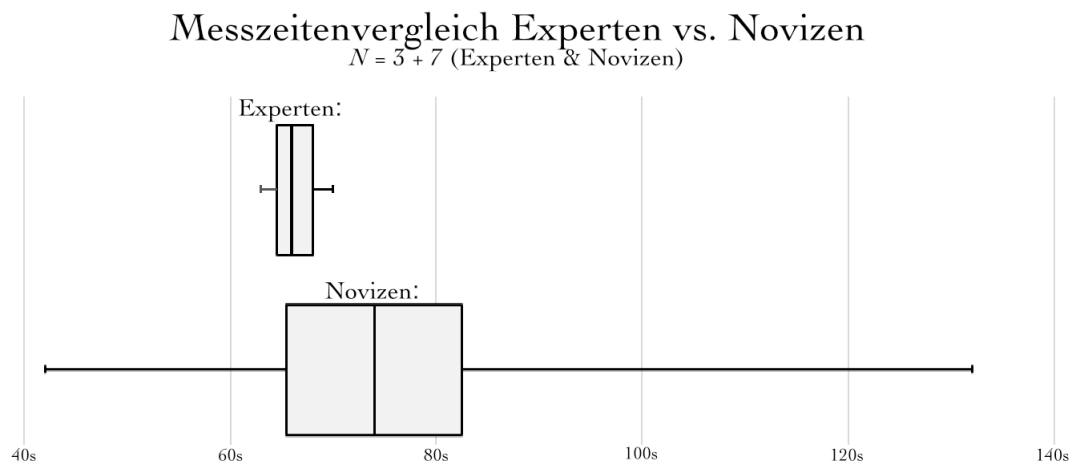 Messzeitenvergleich Experten vs. Novizen
N = 3 + 7 (Experten & Novizen)
Experten:
Novizen:
40s 60s 80s 100s 120s 140s